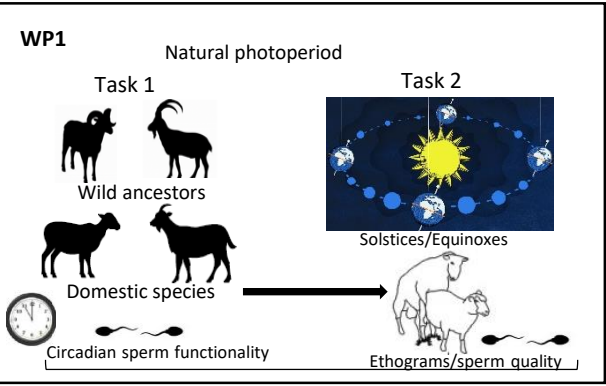 WP1
Natural photoperiod
Task 1
Task 2
Wild ancestors
Solstices/Equinoxes
Domestic species
Circadian sperm functionality
Ethograms/sperm quality